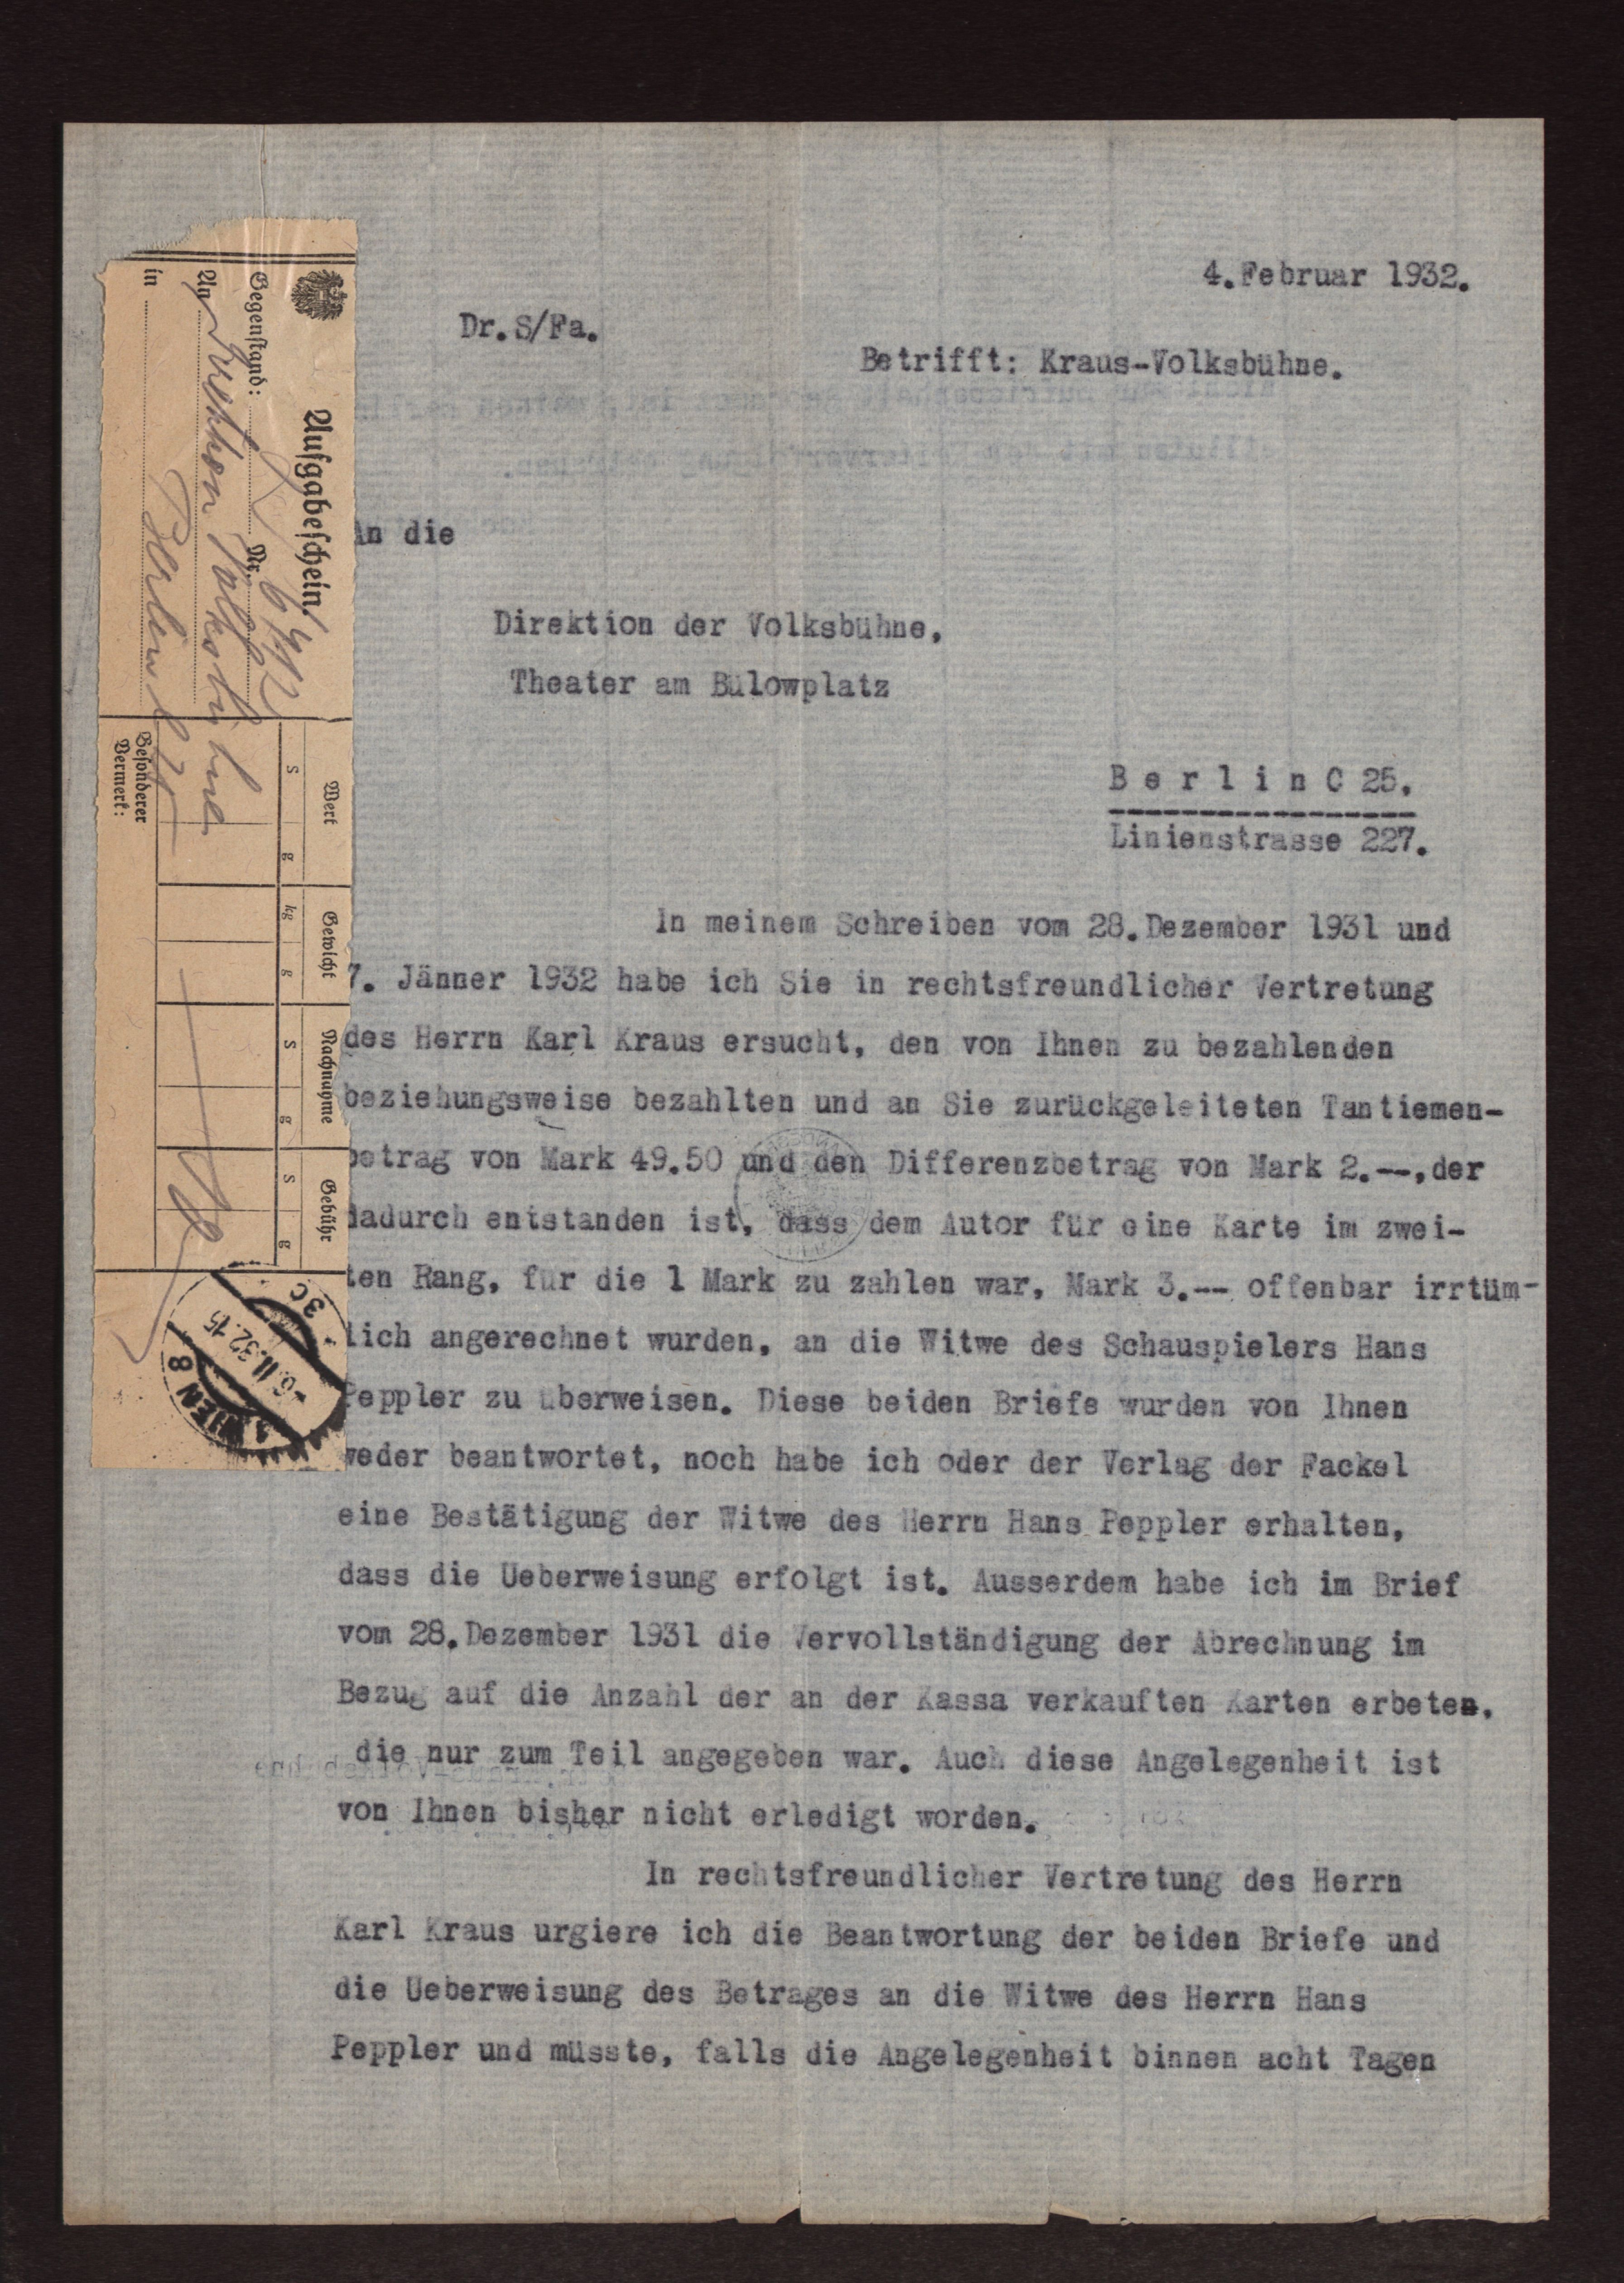 4.Februar 1932.
Dr.S/Fa.
Betrifft: Kraus-Volksbühne.
An die
Direktion der Volksbühne,
Theater am Bülowplatz
B e r l i n C 25,
Linienstrasse 227.
In meinem Schreiben vom 28.Dezember 1931 und
7. Jänner 1932 habe ich Sie in rechtsfreundlicher Vertretung
des Herrn Karl Kraus ersucht, den von Ihnen zu bezahlenden
beziehungsweise bezahlten und an Sie zurückgeleiteten Tantiemen-
betrag von Mark 49.50 und den Differenzbetrag von Mark 2.--,der
dadurch entstanden ist, dass dem Autor für eine Karte im zwei-
ten Rang, für die 1 Mark zu zahlen war, Mark 3.-- offenbar irrtüm-
lich angerechnet wurden, an die Witwe des Schauspielers Hans
Peppler zu überweisen. Diese beiden Briefe wurden von Ihnen
weder beantwortet, noch habe ich oder der Verlag der Fackel
eine Bestätigung der Witwe des Herrn Hans Peppler erhalten,
dass die Ueberweisung erfolgt ist. Ausserdem habe ich im Brief
vom 28.Dezember 1931 die Vervollständigung der Abrechnung im
Bezug auf die Anzahl der an der Kassa verkauften Karten erbeten,
die nur zum Teil angegeben war. Auch diese Angelegenheit ist
von Ihnen bisher nicht erledigt worden.
In rechtsfreundlicher Vertretung des Herrn
Karl Kraus urgiere ich die Beantwortung der beiden Briefe und
die Ueberweisung des Betrages an die Witwe des Herrn Hans
Peppler und müsste, falls die Angelegenheit binnen acht Tagen
Aufgabeschein.
Gegenstand: Nr.
An Direktion Volksbühne
in Berlin C 25
Wert
S g
Gewicht
kg g
Nachnahme
S g
Gebühr
S g
Besonderer
Vermerk:
WIEN 8
-6.II.32.15
3C